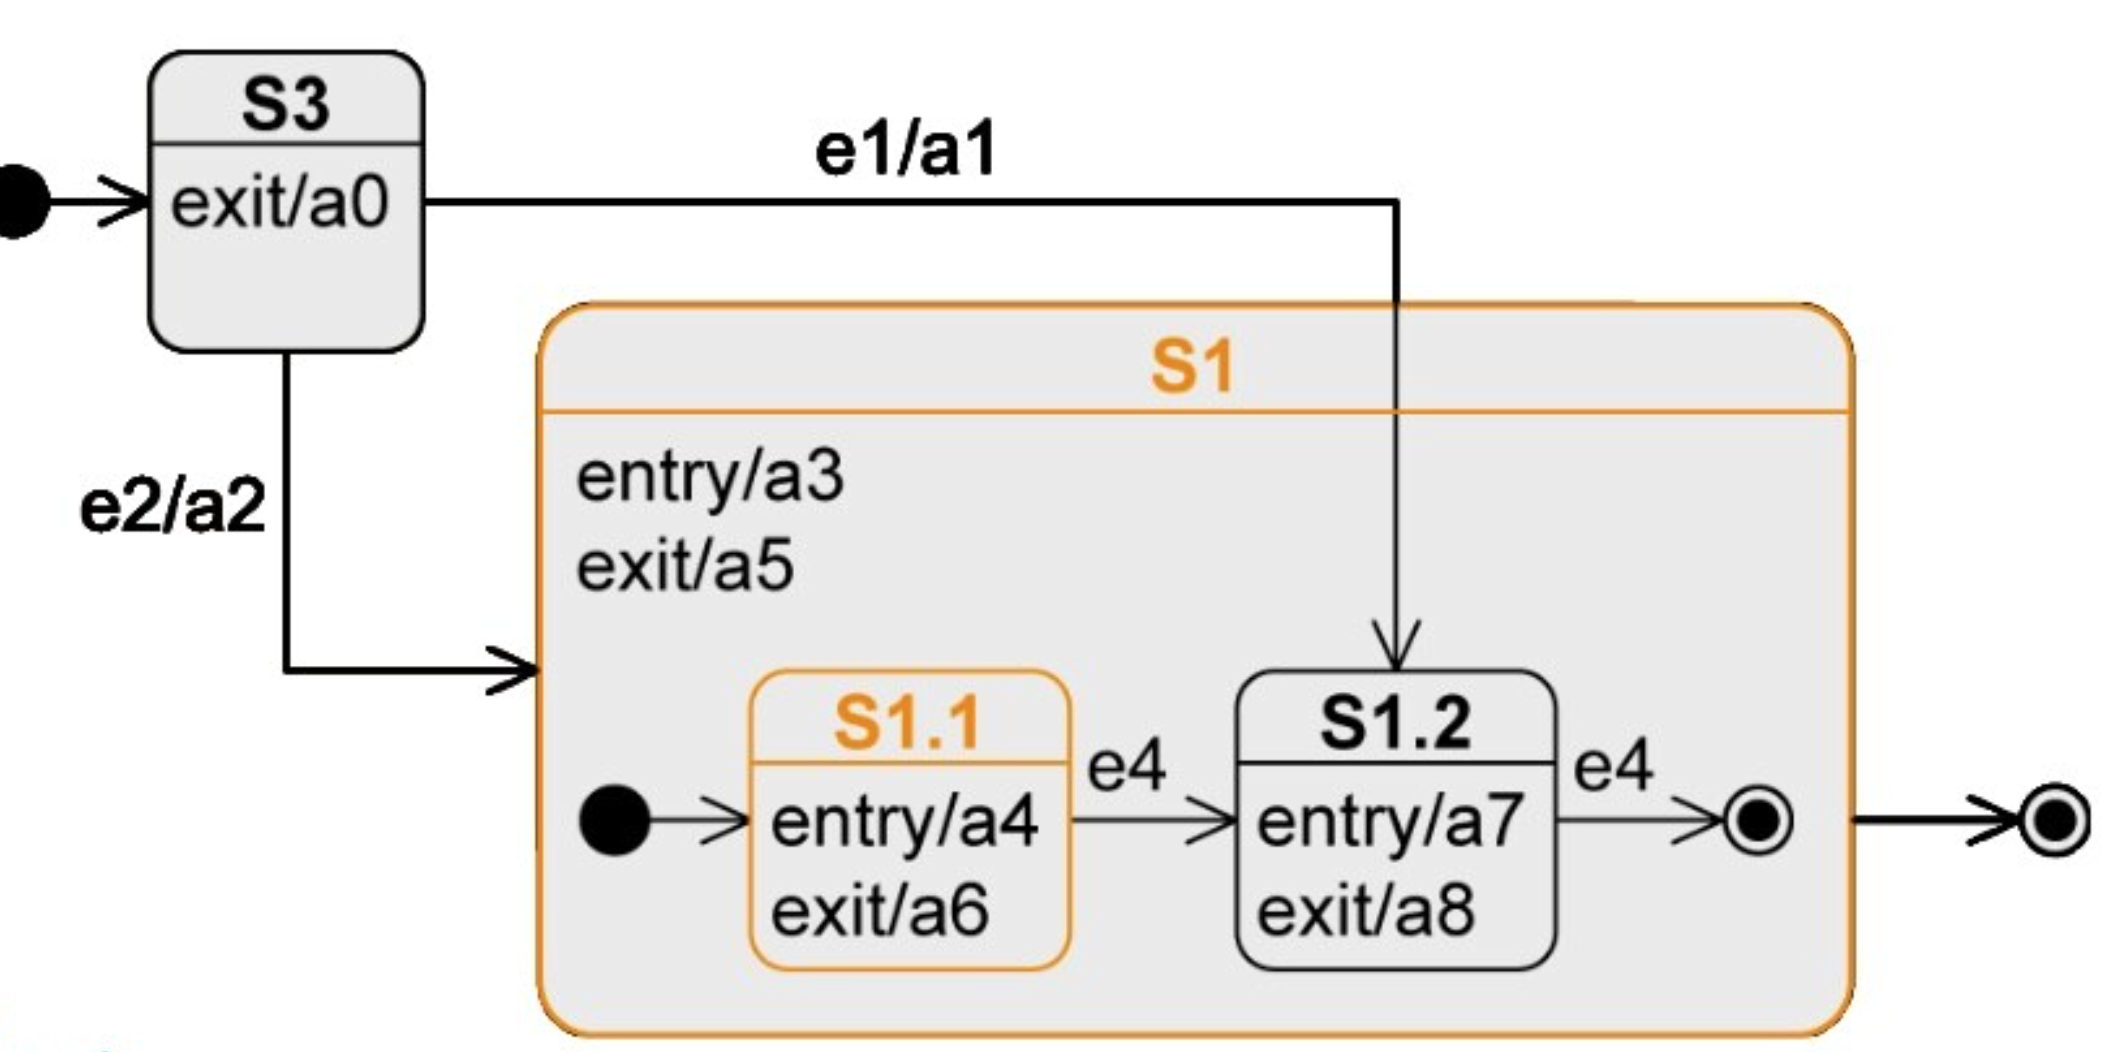 S3
exit/a0
e1/a1
S1
e2/a2
entry/a3
exit/a5
S1.1
entry/a4
exit/a6
e4
S1.2
entry/a7
exit/a8
e4